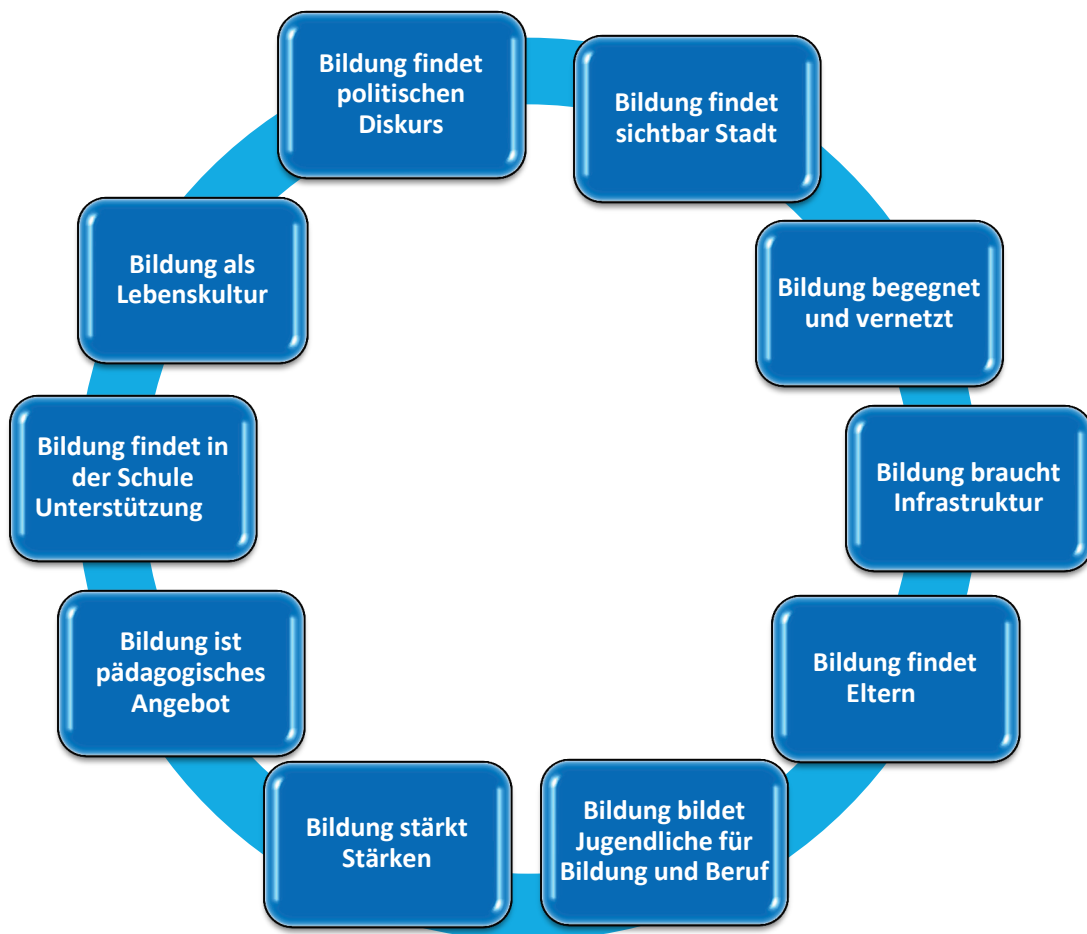 Bildung findet
politischen
Diskurs
Bildung findet
sichtbar Stadt
Bildung begegnet
und vernetzt
Bildung braucht
Infrastruktur
Bildung findet
Eltern
Bildung bildet
Jugendliche für
Bildung und Beruf
Bildung stärkt
Stärken
Bildung ist
pädagogisches
Angebot
Bildung findet in
der Schule
Unterstützung
Bildung als
Lebenskultur